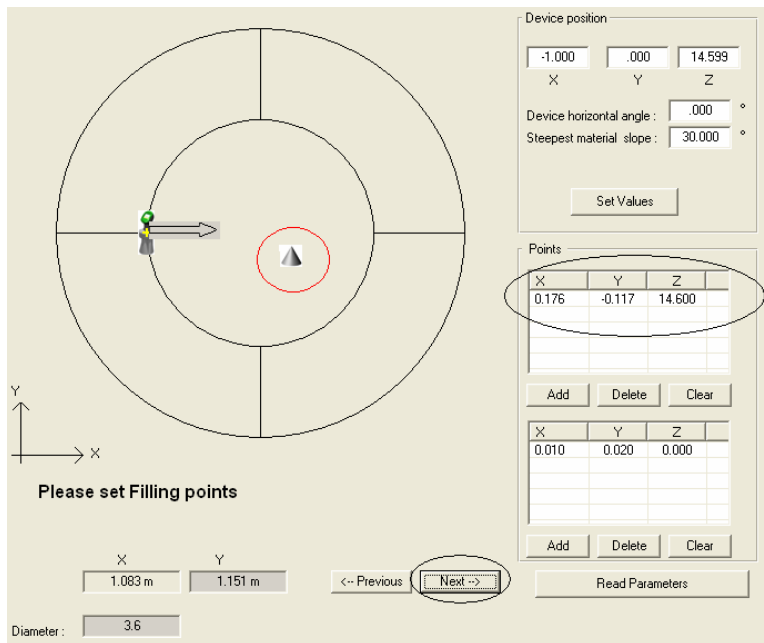 Device position
-1.000 .000 14.599
X Y Z
Device horizontal angle : .000 °
Steepest material slope : 30.000 °
Set Values
Points
X Y Z
0.176 -0.117 14.600
Add Delete Clear
X Y Z
0.010 0.020 0.000
Add Delete Clear
Read Parameters
Y
X
Please set Filling points
X Y
1.083 m 1.151 m
<-- Previous Next -->
Diameter : 3.6